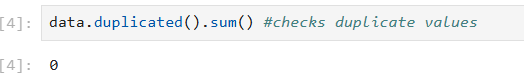 [4]: data.duplicated().sum() #checks duplicate values
[4]: 0